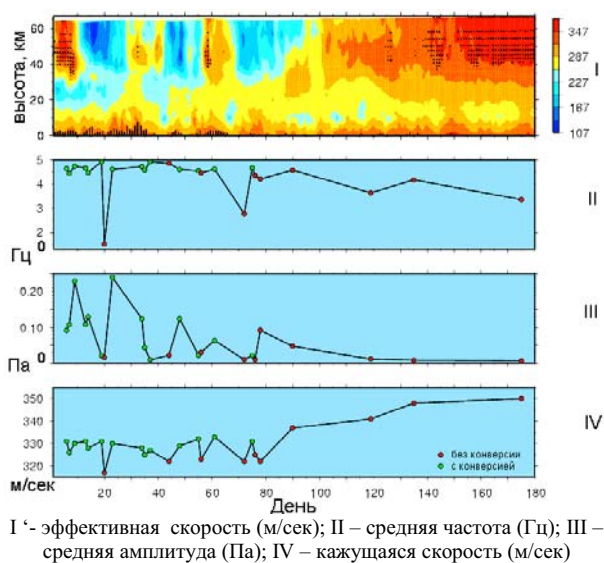 высота, км
60
40
20
0
347
287
227
167
107
I
5
4
3
2
0
Гц
II
0.20
0.10
0
Па
III
350
340
330
320
м/сек
IV
без конверсии
с конверсией
20 40 60 80 100 120 140 160 180
День
I ‘- эффективная скорость (м/сек); II – средняя частота (Гц); III –
средняя амплитуда (Па); IV – кажущаяся скорость (м/сек)